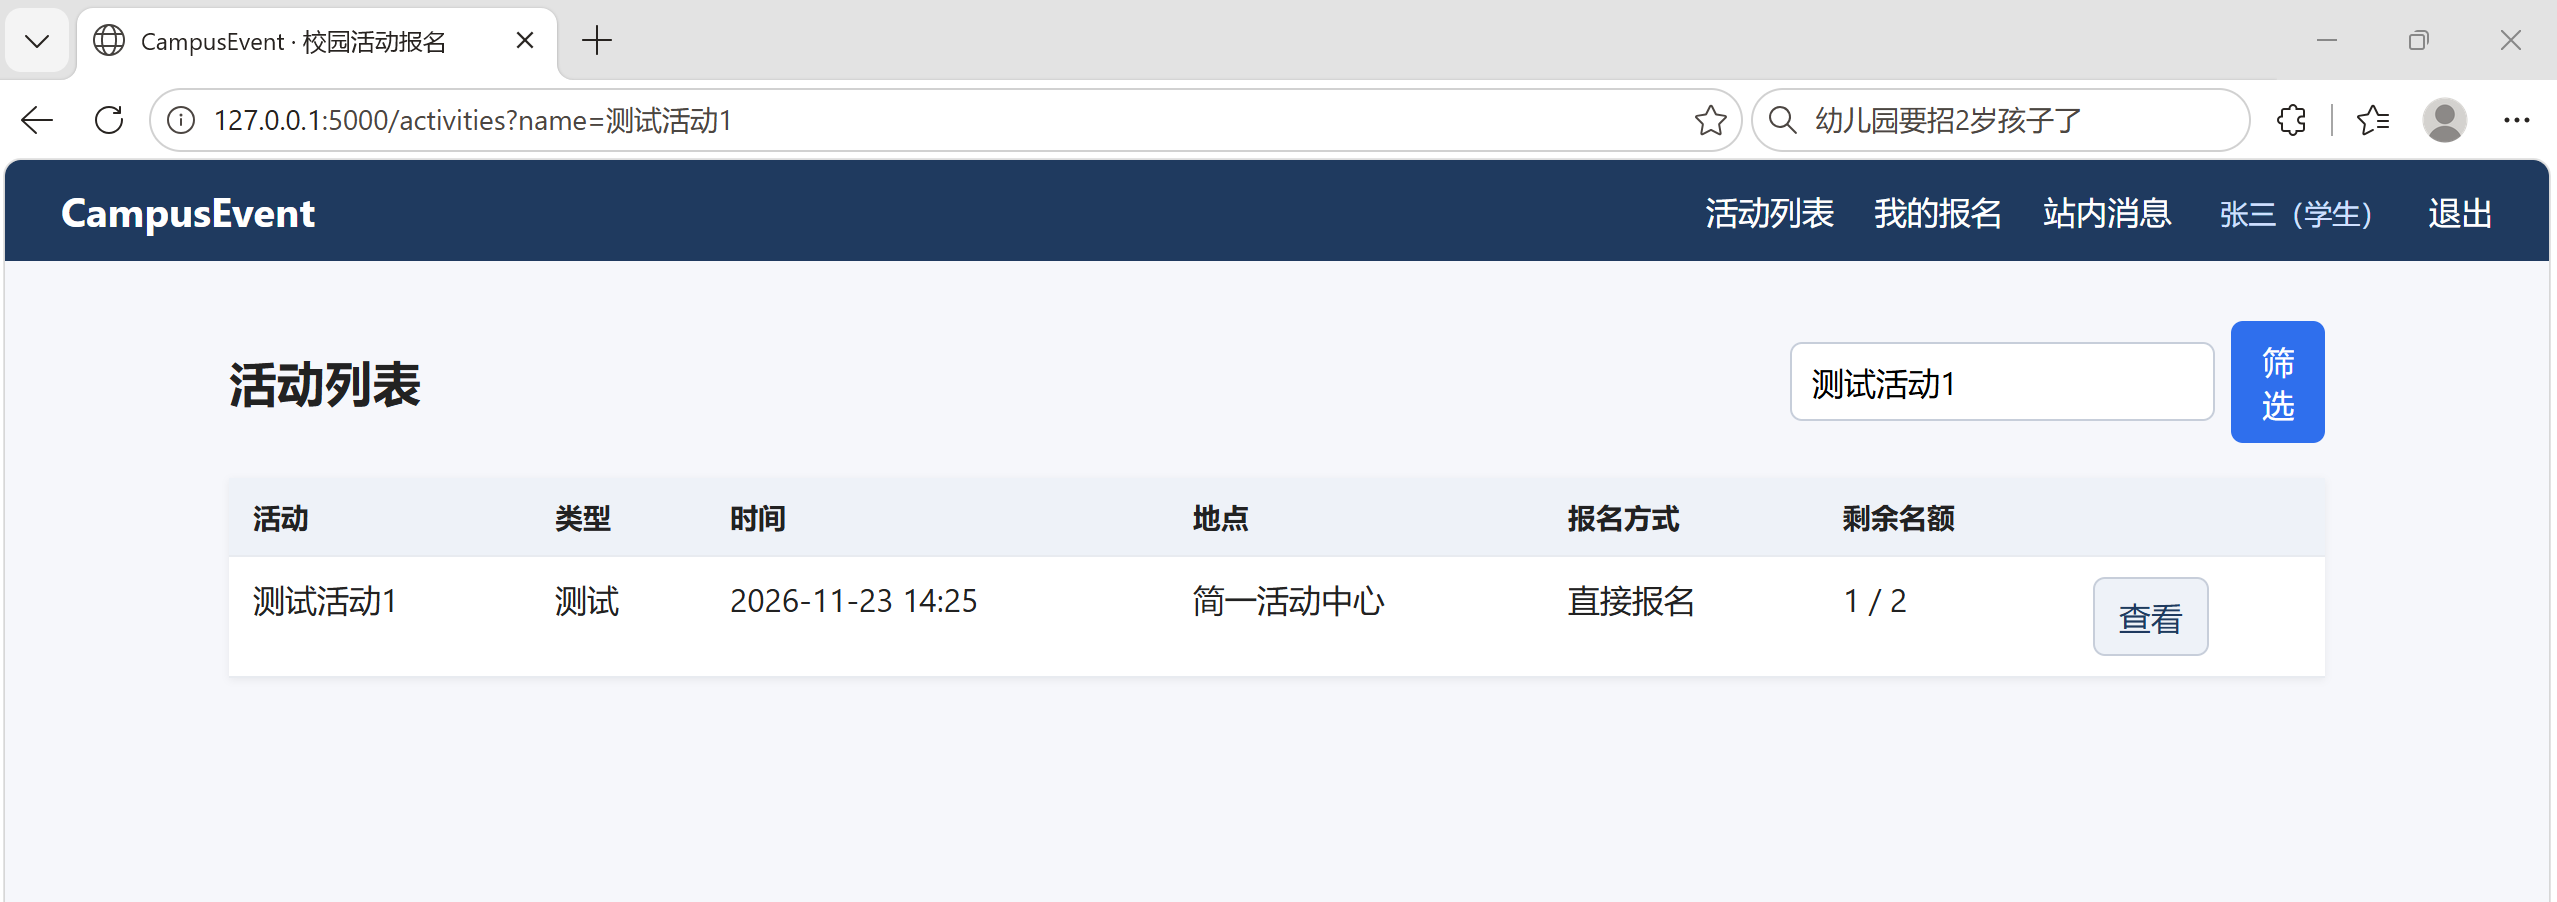 CampusEvent · 校园活动报名
127.0.0.1:5000/activities?name=测试活动1
幼儿园要招2岁孩子了
CampusEvent
活动列表 我的报名 站内消息 张三（学生） 退出
活动列表
测试活动1
筛
选
活动 类型 时间 地点 报名方式 剩余名额
测试活动1 测试 2026-11-23 14:25 简一活动中心 直接报名 1 / 2 查看